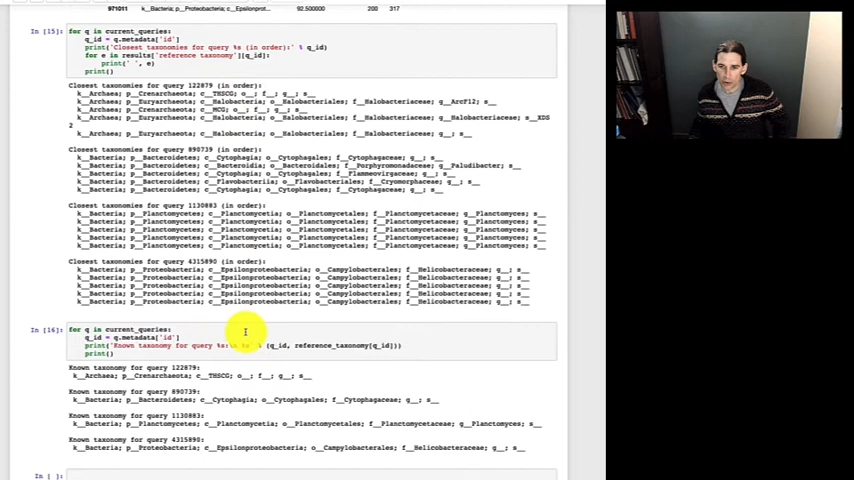 971011 k__Bacteria; p__Proteobacteria; c__Epsilonprot... 92.500000 200 317
In [15]: for q in current_queries:
q_id = q.metadata['id']
print('Closest taxonomies for query %s (in order):' % q_id)
for e in results['reference taxonomy'][q_id]:
print(' ', e)
print()
Closest taxonomies for query 122879 (in order):
k__Archaea; p__Crenarchaeota; c__THSCG; o__; f__; g__; s__
k__Archaea; p__Euryarchaeota; c__Halobacteria; o__Halobacteriales; f__Halobacteriaceae; g__ArcF12; s__
k__Archaea; p__Crenarchaeota; c__MCG; o__; f__; g__; s__
k__Archaea; p__Euryarchaeota; c__Halobacteria; o__Halobacteriales; f__Halobacteriaceae; g__Halobacteriaceae; s__XDS
2
k__Archaea; p__Euryarchaeota; c__Halobacteria; o__Halobacteriales; f__Halobacteriaceae; g__; s__
Closest taxonomies for query 890739 (in order):
k__Bacteria; p__Bacteroidetes; c__Cytophagia; o__Cytophagales; f__Cytophagaceae; g__; s__
k__Bacteria; p__Bacteroidetes; c__Bacteroidia; o__Bacteroidales; f__Porphyromonadaceae; g__Paludibacter; s__
k__Bacteria; p__Bacteroidetes; c__Cytophagia; o__Cytophagales; f__Flammeovirgaceae; g__; s__
k__Bacteria; p__Bacteroidetes; c__Flavobacteriia; o__Flavobacteriales; f__Cryomorphaceae; g__; s__
k__Bacteria; p__Bacteroidetes; c__Cytophagia; o__Cytophagales; f__Cytophagaceae; g__; s__
Closest taxonomies for query 1130883 (in order):
k__Bacteria; p__Planctomycetes; c__Planctomycetia; o__Planctomycetales; f__Planctomycetaceae; g__Planctomyces; s__
k__Bacteria; p__Planctomycetes; c__Planctomycetia; o__Planctomycetales; f__Planctomycetaceae; g__Planctomyces; s__
k__Bacteria; p__Planctomycetes; c__Planctomycetia; o__Planctomycetales; f__Planctomycetaceae; g__Planctomyces; s__
k__Bacteria; p__Planctomycetes; c__Planctomycetia; o__Planctomycetales; f__Planctomycetaceae; g__Planctomyces; s__
k__Bacteria; p__Planctomycetes; c__Planctomycetia; o__Planctomycetales; f__Planctomycetaceae; g__Planctomyces; s__
Closest taxonomies for query 4315890 (in order):
k__Bacteria; p__Proteobacteria; c__Epsilonproteobacteria; o__Campylobacterales; f__Helicobacteraceae; g__; s__
k__Bacteria; p__Proteobacteria; c__Epsilonproteobacteria; o__Campylobacterales; f__Helicobacteraceae; g__; s__
k__Bacteria; p__Proteobacteria; c__Epsilonproteobacteria; o__Campylobacterales; f__Helicobacteraceae; g__; s__
k__Bacteria; p__Proteobacteria; c__Epsilonproteobacteria; o__Campylobacterales; f__Helicobacteraceae; g__; s__
k__Bacteria; p__Proteobacteria; c__Epsilonproteobacteria; o__Campylobacterales; f__Helicobacteraceae; g__; s__
In [16]: for q in current_queries:
q_id = q.metadata['id']
print('Known taxonomy for query %s:\n %s' % (q_id, reference_taxonomy[q_id]))
print()
Known taxonomy for query 122879:
k__Archaea; p__Crenarchaeota; c__THSCG; o__; f__; g__; s__
Known taxonomy for query 890739:
k__Bacteria; p__Bacteroidetes; c__Cytophagia; o__Cytophagales; f__Cytophagaceae; g__; s__
Known taxonomy for query 1130883:
k__Bacteria; p__Planctomycetes; c__Planctomycetia; o__Planctomycetales; f__Planctomycetaceae; g__Planctomyces; s__
Known taxonomy for query 4315890:
k__Bacteria; p__Proteobacteria; c__Epsilonproteobacteria; o__Campylobacterales; f__Helicobacteraceae; g__; s__
In [ ]: